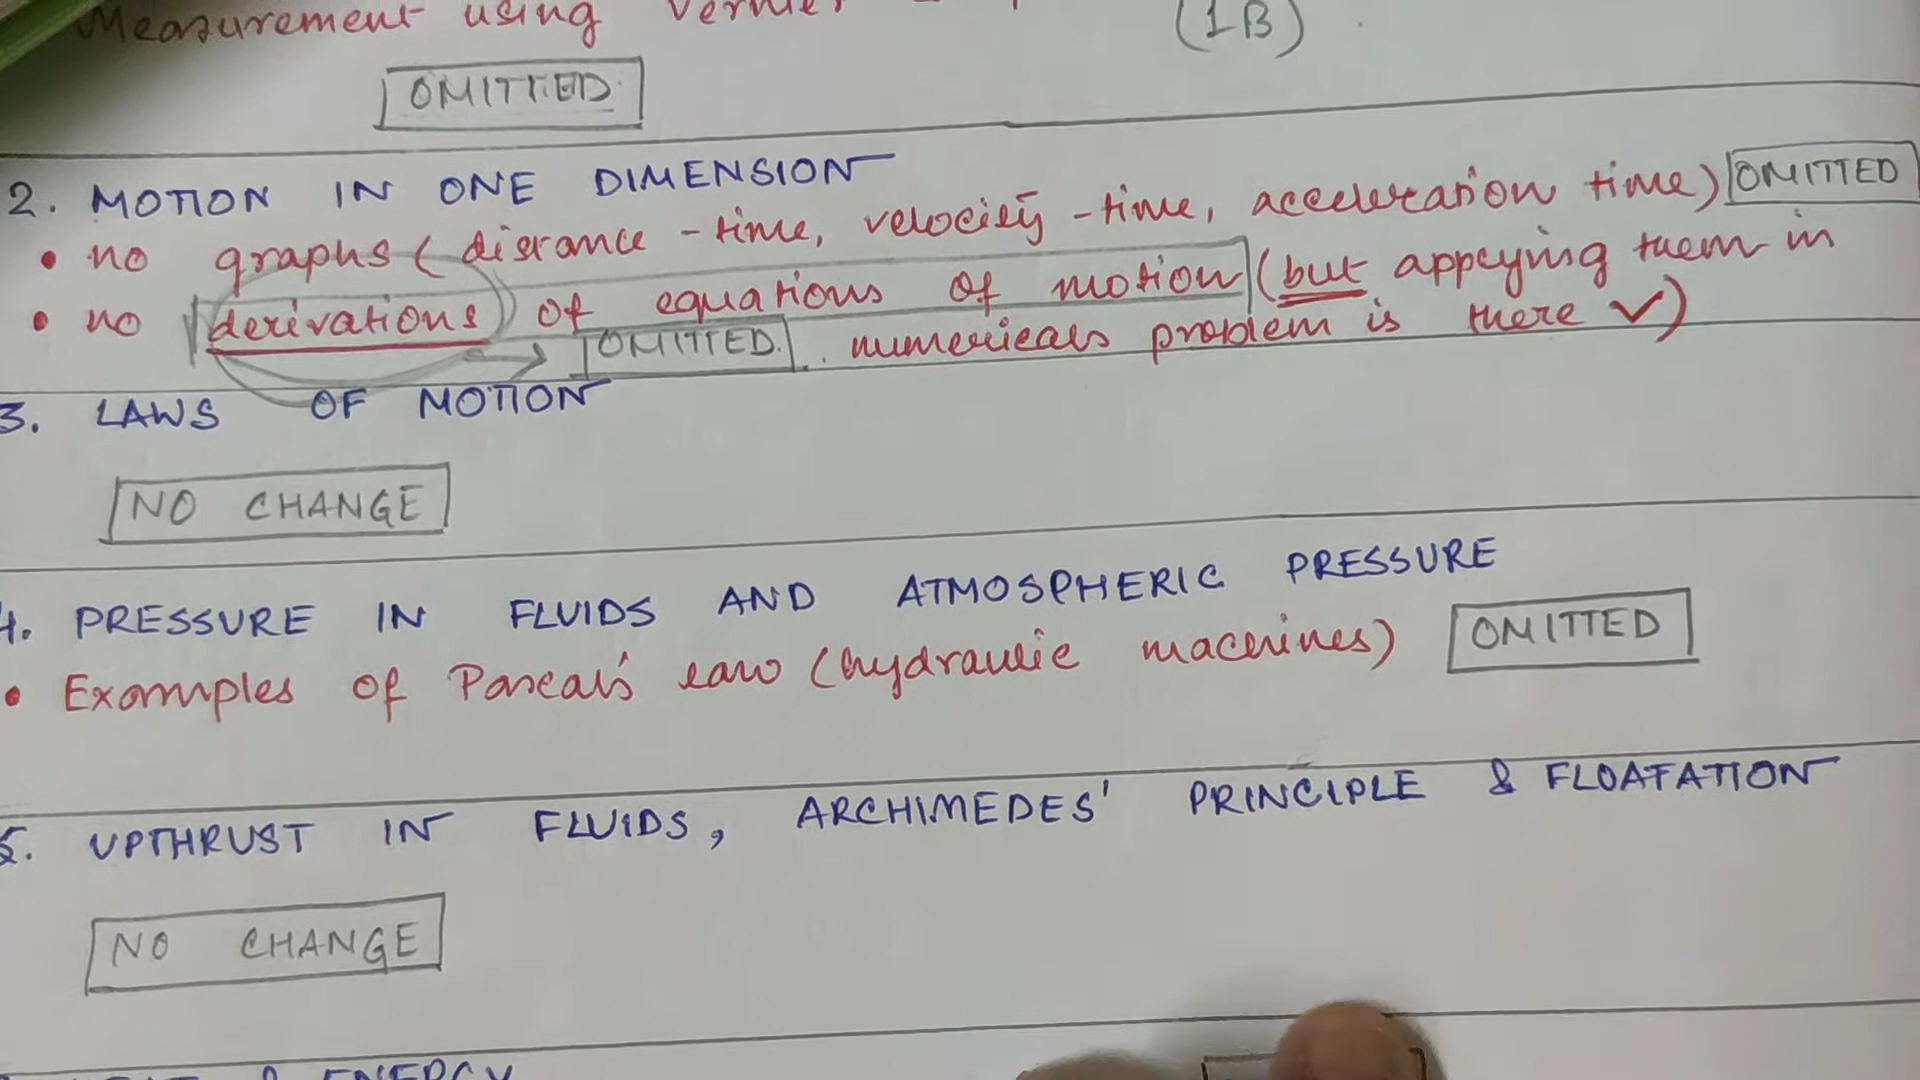 Measurement using Vernier
(1B)
OMITTED.
2. MOTION IN ONE DIMENSION
• no graphs (distance - time, velocity - time, acceleration time) OMITTED
• no derivations of equations of motion (but applying them in
OMITTED. numericals problem is there ✓)
3. LAWS OF MOTION
NO CHANGE
4. PRESSURE IN FLUIDS AND ATMOSPHERIC PRESSURE
• Examples of Pascal's law (hydraulic machines) OMITTED
5. UPTHRUST IN FLUIDS, ARCHIMEDES' PRINCIPLE & FLOATATION
NO CHANGE
& ENERGY